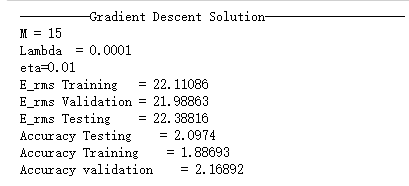 ----------Gradient Descent Solution--------------------
M = 15
Lambda  = 0.0001
eta=0.01
E_rms Training   = 22.11086
E_rms Validation = 21.98863
E_rms Testing    = 22.38816
Accuracy Testing    = 2.0974
Accuracy Training    = 1.88693
Accuracy validation    = 2.16892